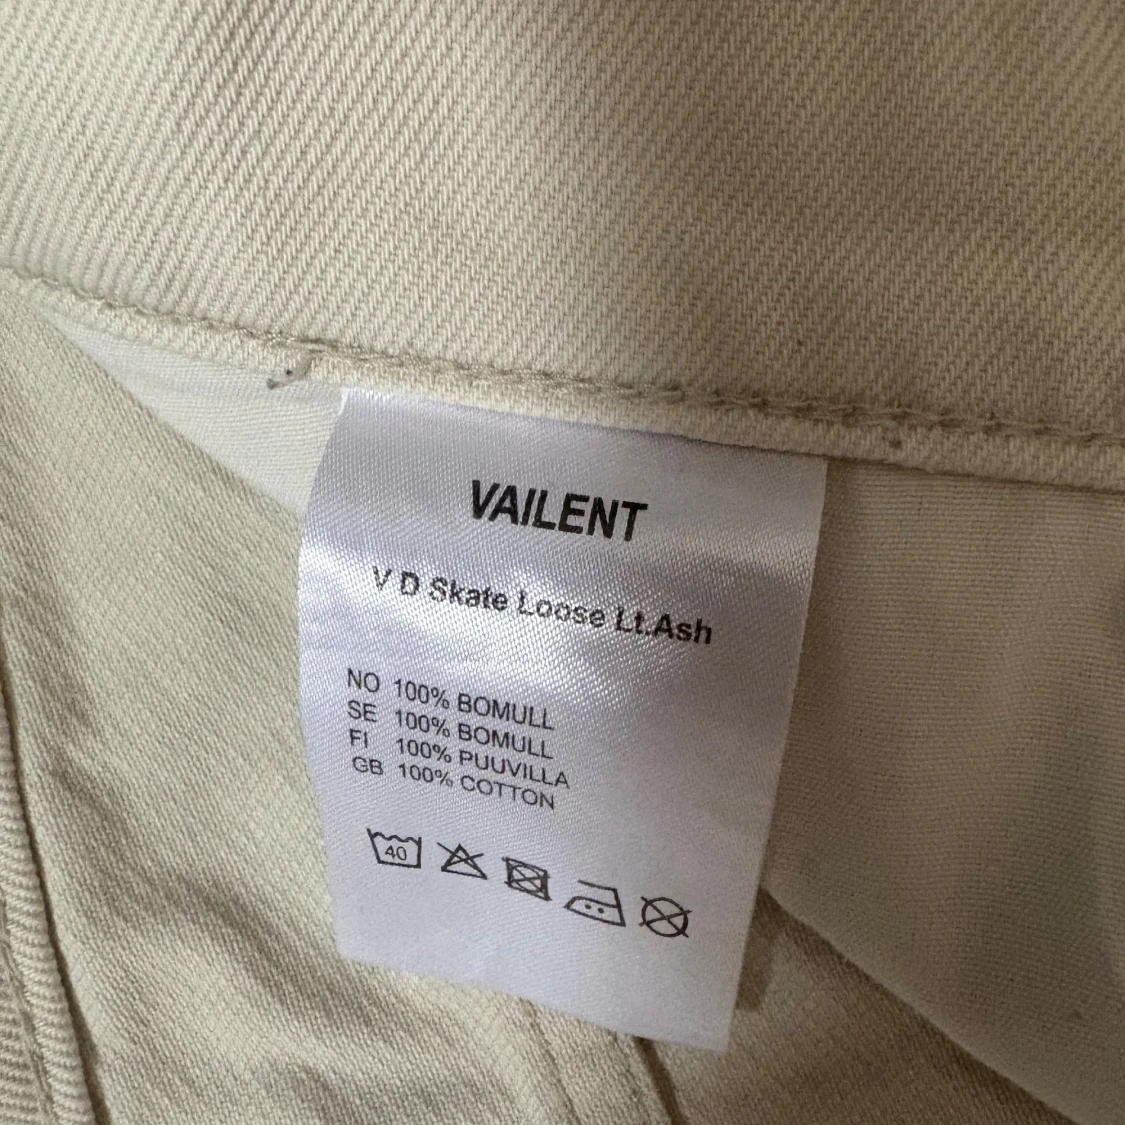 VAILENT
V D Skate Loose Lt.Ash
NO 100% BOMULL
SE 100% BOMULL
FI 100% PUUVILLA
GB 100% COTTON
40